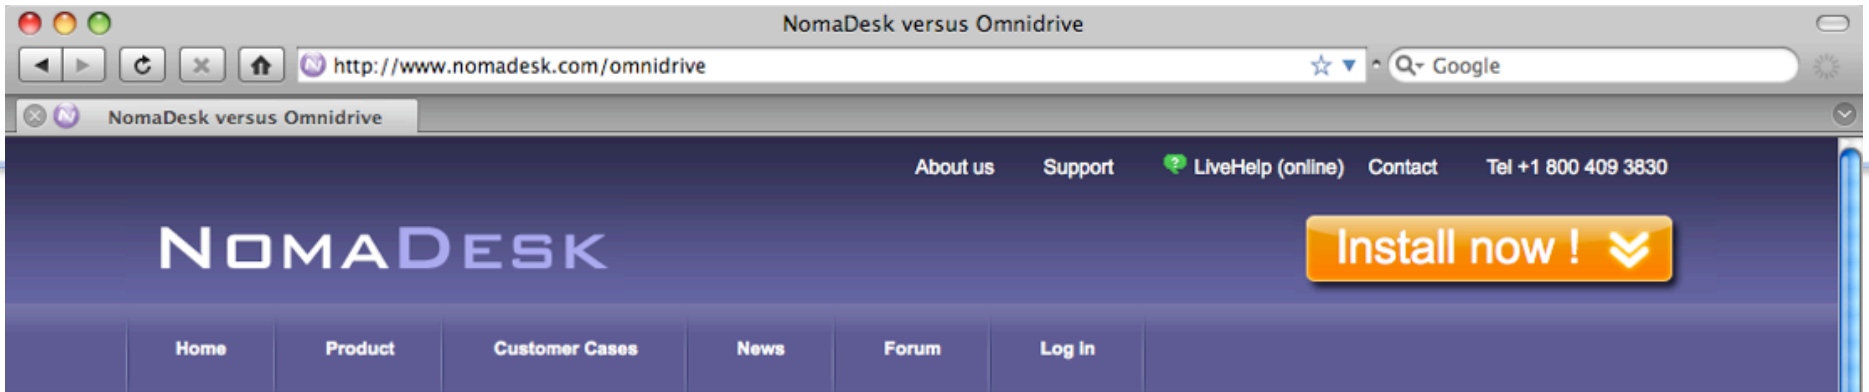 NomaDesk versus Omnidrive
http://www.nomadesk.com/omnidrive
Google
NomaDesk versus Omnidrive
About us Support LiveHelp (online) Contact Tel +1 800 409 3830
NOMADESK
Install now !
Home Product Customer Cases News Forum Log in